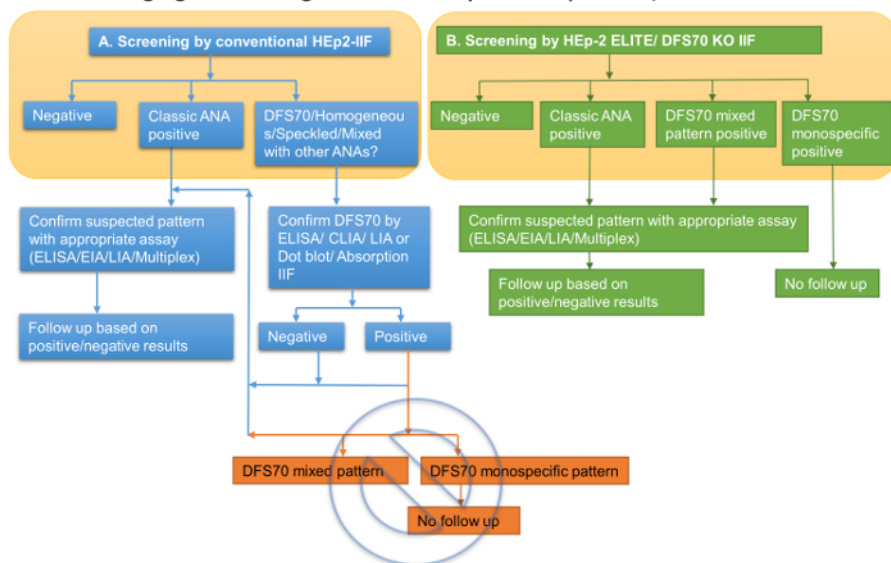 A. Screening by conventional HEp2-IIF
Negative
Classic ANA
positive
DFS70/Homogeneou
s/Speckled/Mixed
with other ANAs?
Confirm suspected pattern
with appropriate assay
(ELISA/EIA/LIA/Multiplex)
Follow up based on
positive/negative results
Confirm DFS70 by
ELISA/ CLIA/ LIA or
Dot blot/ Absorption
IIF
Negative
Positive
DFS70 mixed pattern
DFS70 monospecific pattern
No follow up
B. Screening by HEp-2 ELITE/ DFS70 KO IIF
Negative
Classic ANA
positive
DFS70 mixed
pattern positive
DFS70
monospecific
positive
Confirm suspected pattern with appropriate assay
(ELISA/EIA/LIA/Multiplex)
Follow up based on
positive/negative results
No follow up